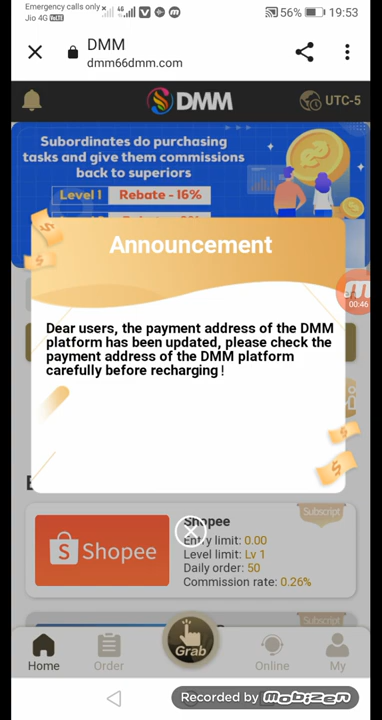 Emergency calls only
Jio 4G VoLTE
56%
19:53
DMM
dmm66dmm.com
DMM
UTC-5
Subordinates do purchasing
tasks and give them commissions
back to superiors
Level 1 Rebate - 16%
Announcement
00:46
Dear users, the payment address of the DMM
platform has been updated, please check the
payment address of the DMM platform
carefully before recharging！
Subscript
Shopee
Shopee
Entry limit: 0.00
Level limit: Lv 1
Daily order: 50
Commission rate: 0.26%
Subscript
Grab
Home
Order
Online
My
Recorded by Mobizen